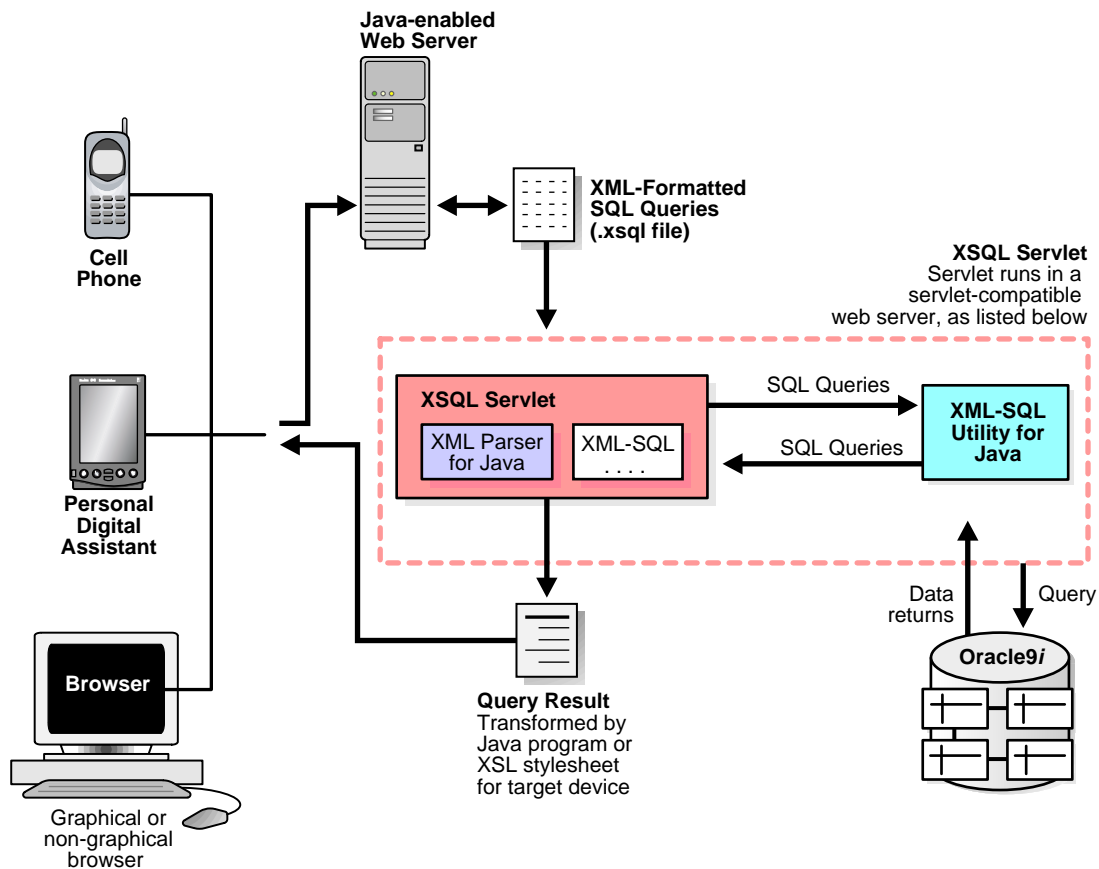 Java-enabled
Web Server
XML-Formatted
SQL Queries
(.xsql file)
Cell
Phone
XSQL Servlet
Servlet runs in a
servlet-compatible
web server, as listed below
XSQL Servlet
XML Parser
for Java
XML-SQL
. . . .
SQL Queries
SQL Queries
XML-SQL
Utility for
Java
Personal
Digital
Assistant
Data
returns
Query
Oracle9i
Browser
Query Result
Transformed by
Java program or
XSL stylesheet
for target device
Graphical or
non-graphical
browser